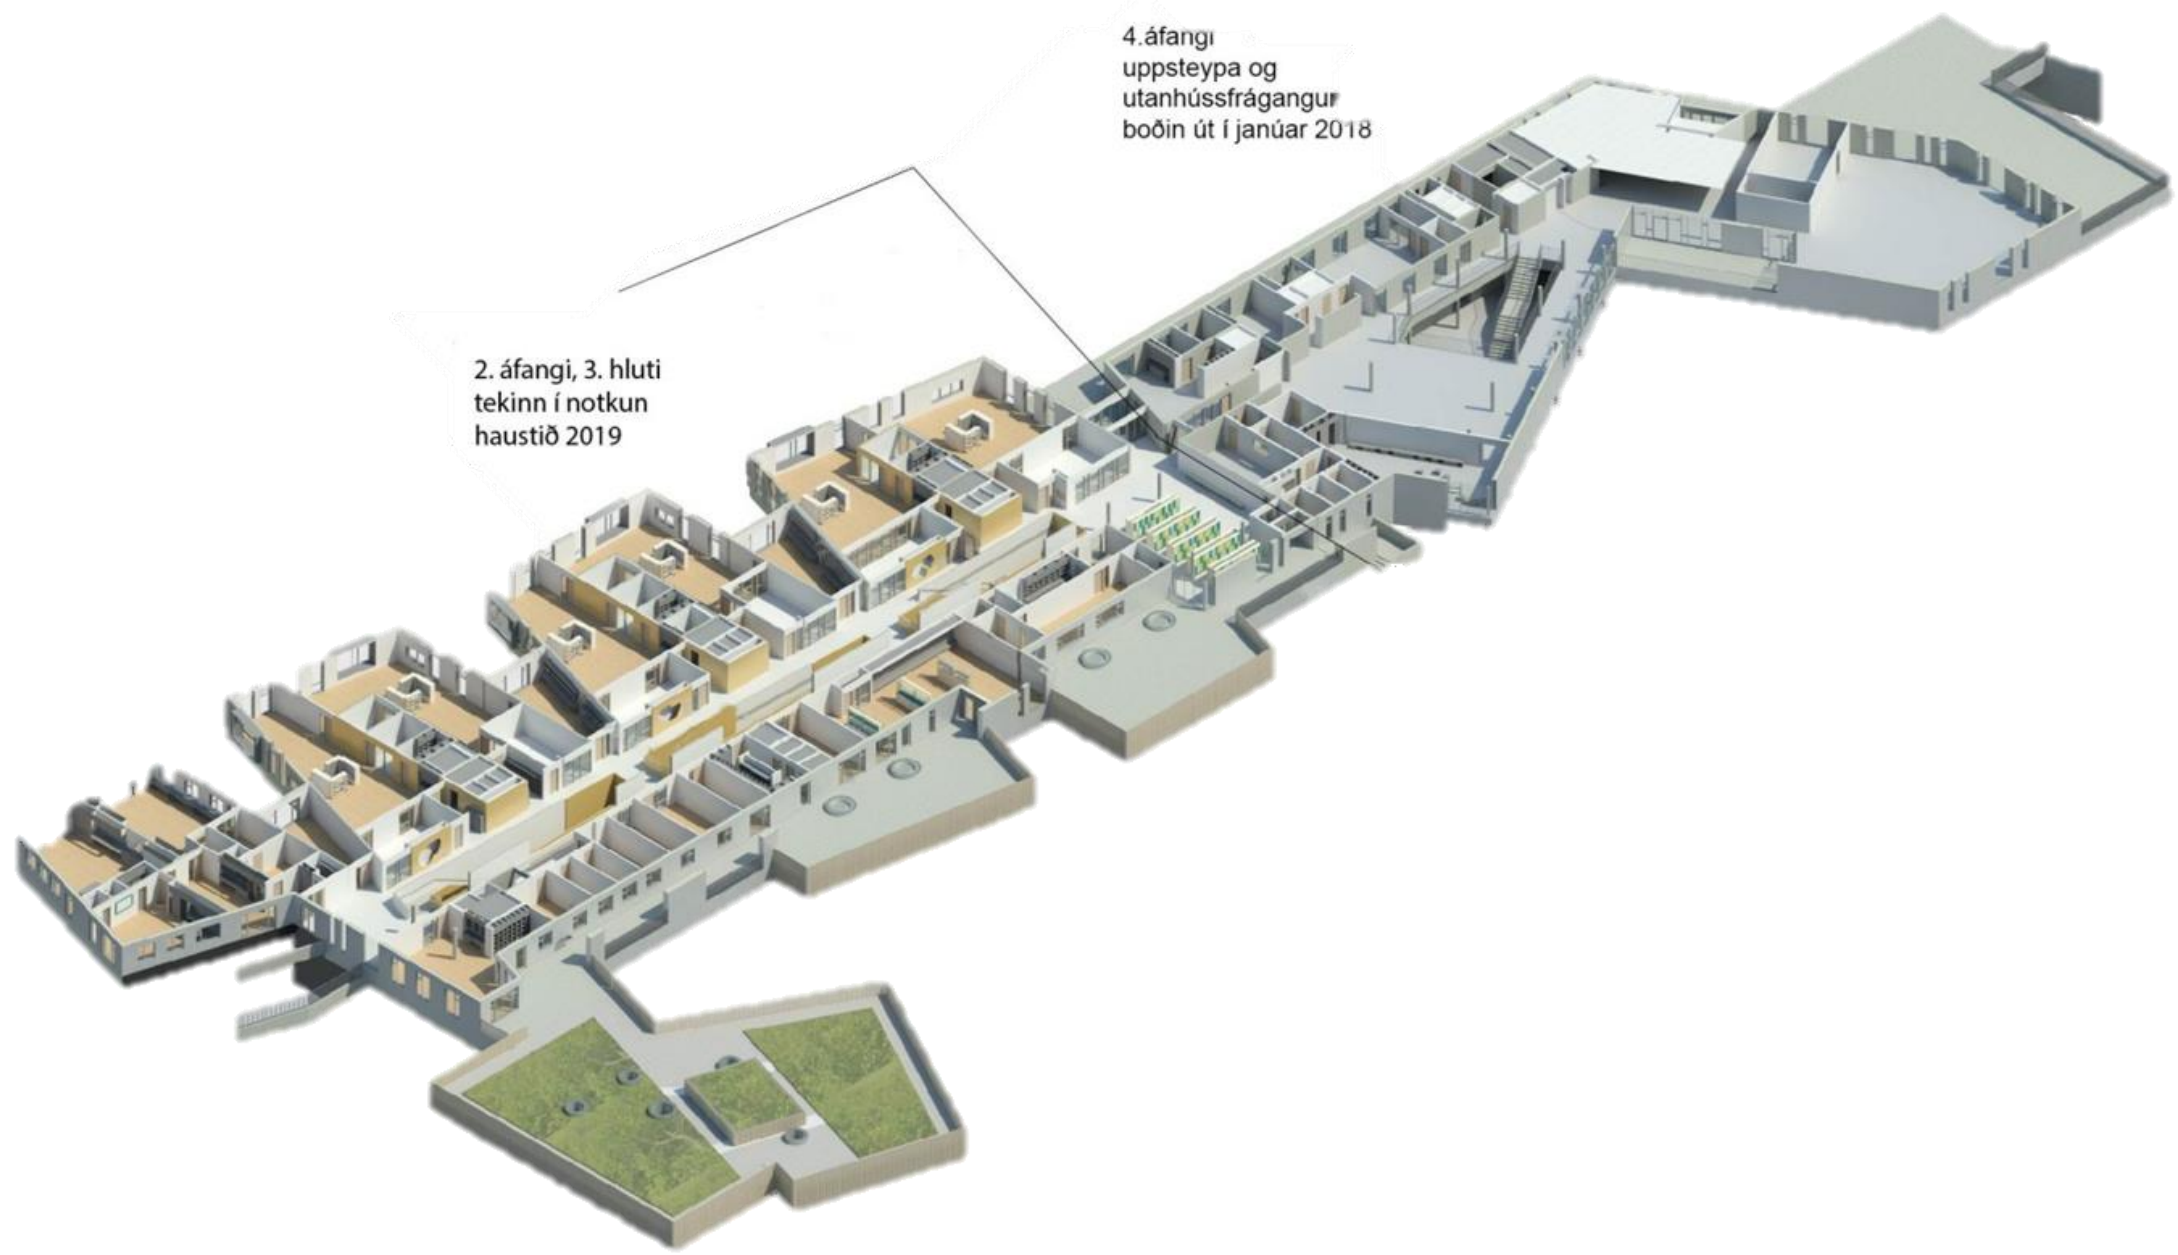 4.áfangi
uppsteypa og
utanhússfrágangur
boðin út í janúar 2018
2. áfangi, 3. hluti
tekinn í notkun
haustið 2019